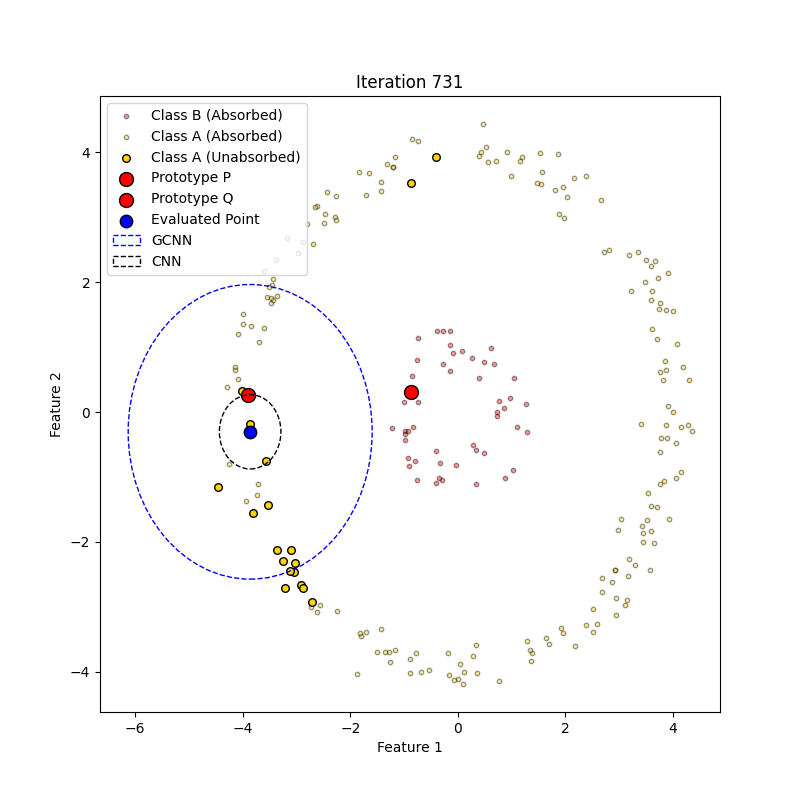 Iteration 731
Class B (Absorbed)
Class A (Absorbed)
Class A (Unabsorbed)
Prototype P
Prototype Q
Evaluated Point
GCNN
CNN
4
2
0
−2
−4
Feature 2
−6
−4
−2
0
2
4
Feature 1